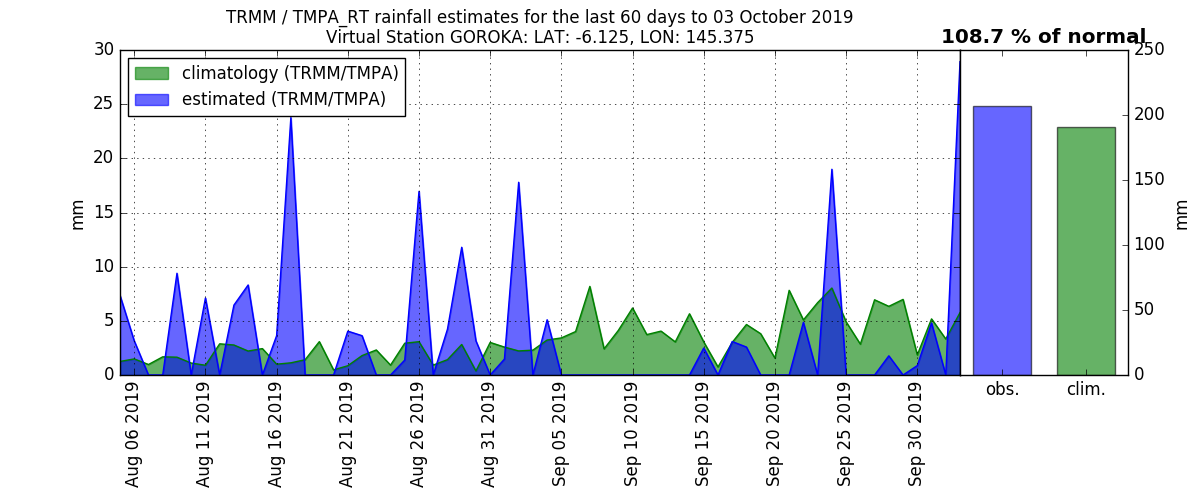 TRMM / TMPA_RT rainfall estimates for the last 60 days to 03 October 2019
Virtual Station GOROKA: LAT: -6.125, LON: 145.375
108.7 % of normal
climatology (TRMM/TMPA)
estimated (TRMM/TMPA)
30
25
20
15
10
5
0
mm
250
200
150
100
50
0
mm
Aug 06 2019
Aug 11 2019
Aug 16 2019
Aug 21 2019
Aug 26 2019
Aug 31 2019
Sep 05 2019
Sep 10 2019
Sep 15 2019
Sep 20 2019
Sep 25 2019
Sep 30 2019
obs.
clim.